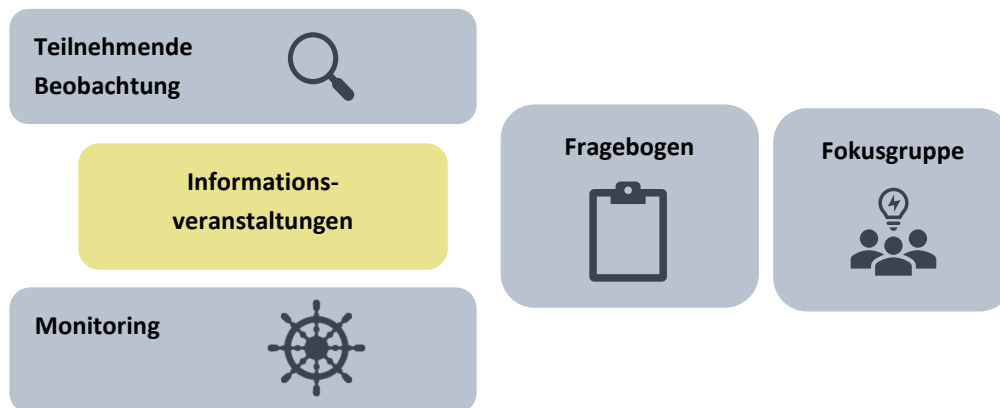 Teilnehmende
Beobachtung
Informations-
veranstaltungen
Monitoring
Fragebogen
Fokusgruppe